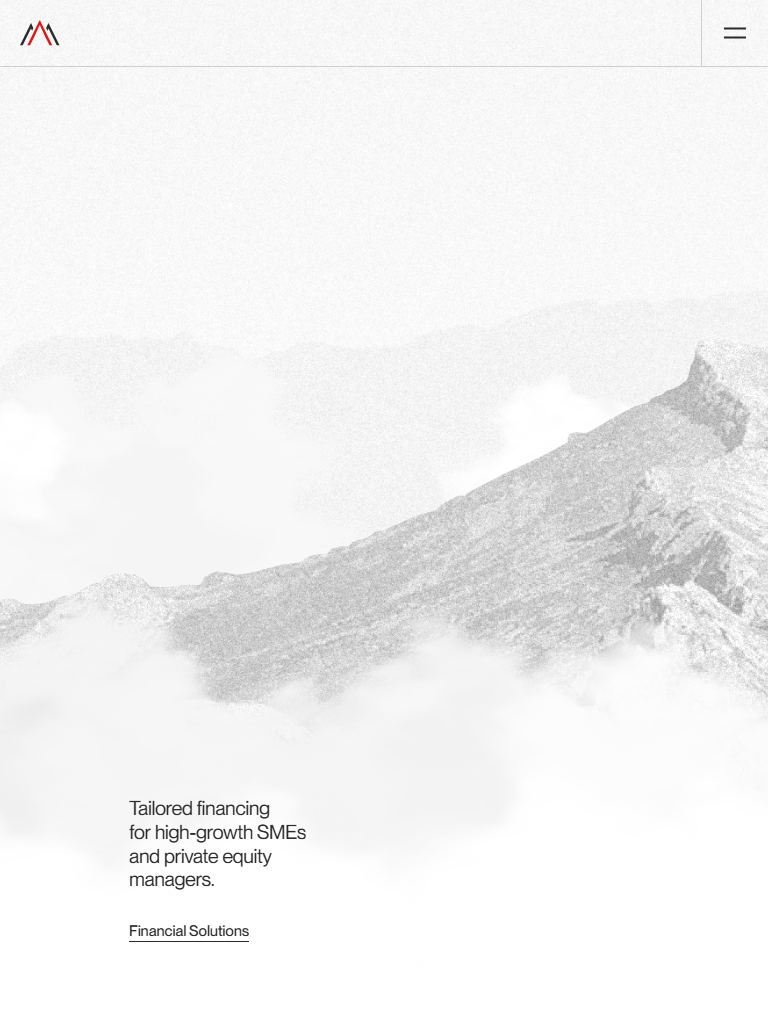 Tailored financing
for high-growth SMEs
and private equity
managers.
Financial Solutions